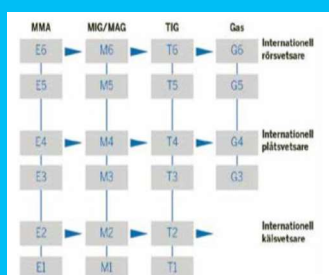 MMA MIG/MAG TIG Gas
E6 M6 T6 G6 Internationell
rörsvetsare
E5 M5 T5 G5
E4 M4 T4 G4 Internationell
plåtsvetsare
E3 M3 T3 G3
E2 M2 T2 Internationell
kälsvetsare
E1 M1 T1